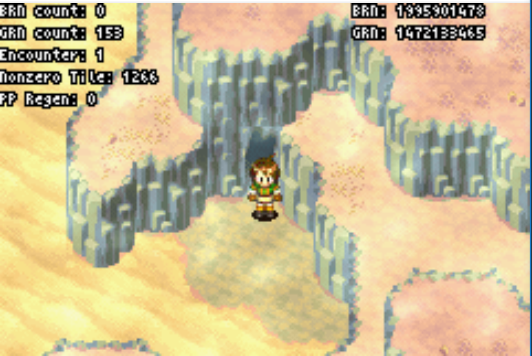 BRN count: 0
GRN count: 153
Encounter: 1
Nonzero Tile: 1266
PP Regen: 0
BRN: 1995901478
GRN: 1472133465